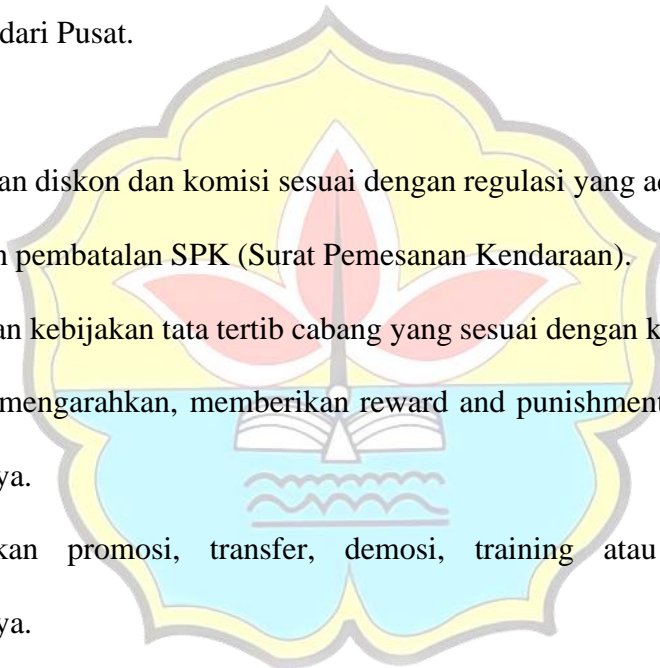 dari Pusat.
an diskon dan komisi sesuai dengan regulasi yang a
pembatalan SPK (Surat Pemesanan Kendaraan).
an kebijakan tata tertib cabang yang sesuai dengan k
mengarahkan, memberikan reward and punishment
ya.
kan promosi, transfer, demosi, training atau
ya.